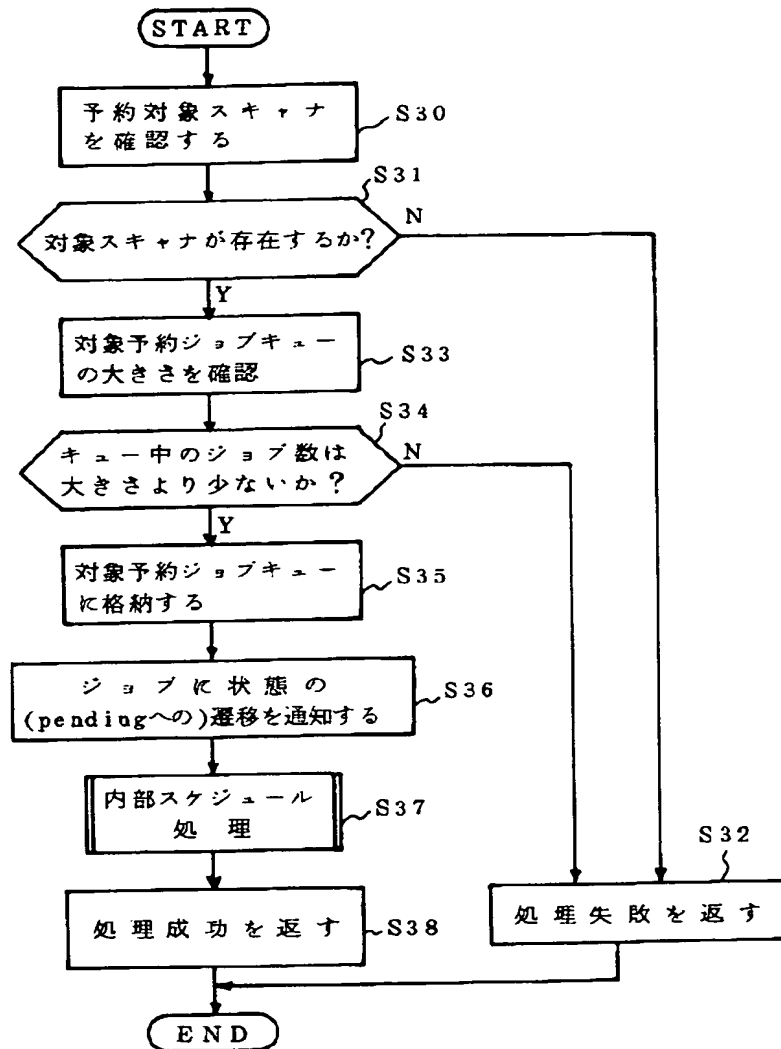 START
予約対象スキャナ
を確認する
S30
S31
対象スキャナが存在するか?
N
Y
対象予約ジョブキュー
の大きさを確認
S33
S34
キュー中のジョブ数は
大きさより少ないか?
N
Y
対象予約ジョブキュー
に格納する
S35
ジョブに状態の
(pendingへの)遷移を通知する
S36
内部スケジュール
処理
S37
S32
処理成功を返す
S38
処理失敗を返す
END